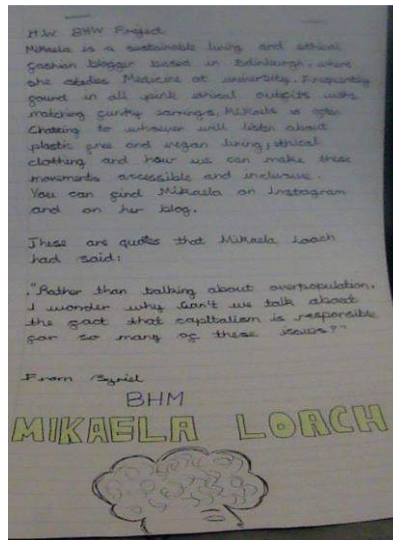 H.W. BHW Project
Mikaela is a sustainable living and ethical
fashion blogger based in Edinburgh, where
she studies Medicine at university. Frequently
found in all pink ethical outfits with
matching funky earrings, Mikaela is often
Chatting to whoever will listen about
plastic free and vegan living, ethical
clothing and how we can make these
movements accessible and inclusive.
You can find Mikaela on Instagram
and on her blog.
These are quotes that Mikaela Loach
had said:
."Rather than talking about overpopulation,
I wonder why can't we talk about
the fact that capitalism is responsible
for so many of these issues?"
From
BHM
MIKAELA LOACH